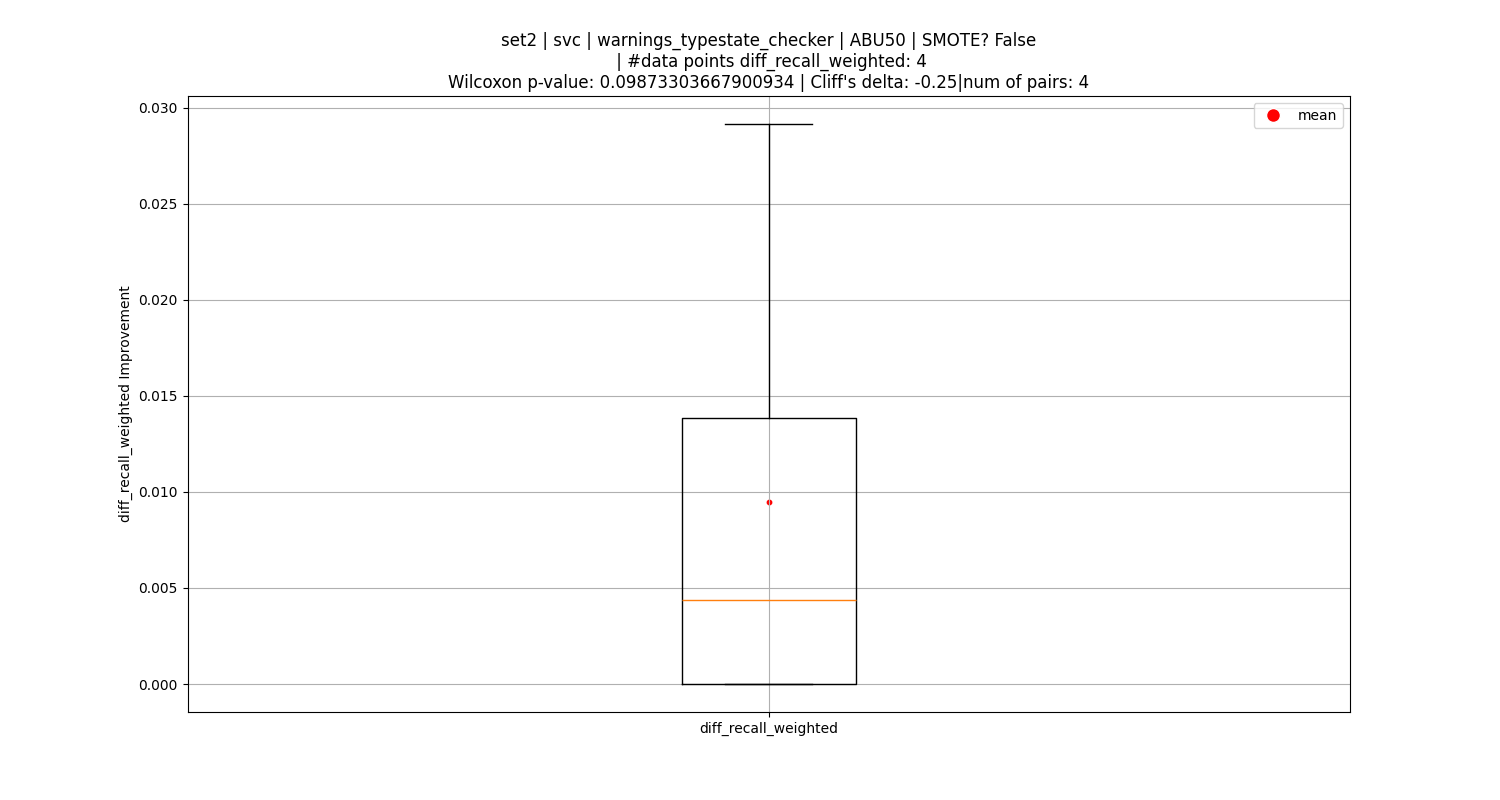 set2 | svc | warnings_typestate_checker | ABU50 | SMOTE? False
| #data points diff_recall_weighted: 4
Wilcoxon p-value: 0.09873303667900934 | Cliff's delta: -0.25|num of pairs: 4
mean
0.030
0.025
0.020
0.015
0.010
0.005
0.000
diff_recall_weighted Improvement
diff_recall_weighted